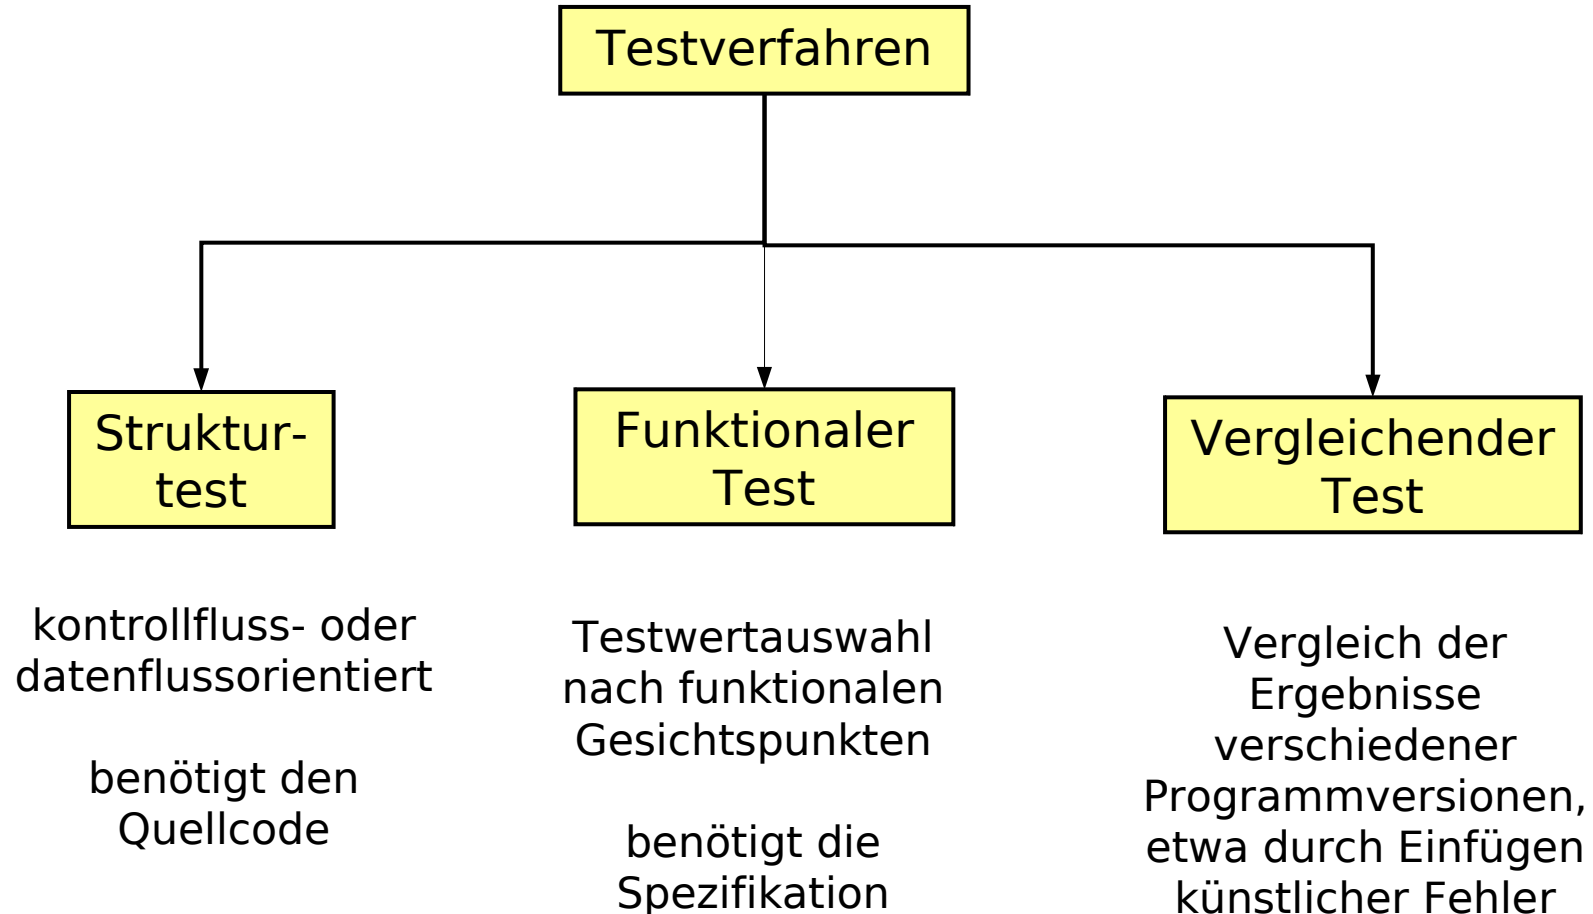 Testverfahren
Struktur-
test
Funktionaler
Test
Vergleichender
Test
kontrollfluss- oder
datenflussorientiert
benötigt den
Quellcode
Testwertauswahl
nach funktionalen
Gesichtspunkten
benötigt die
Spezifikation
Vergleich der
Ergebnisse
verschiedener
Programmversionen,
etwa durch Einfügen
künstlicher Fehler